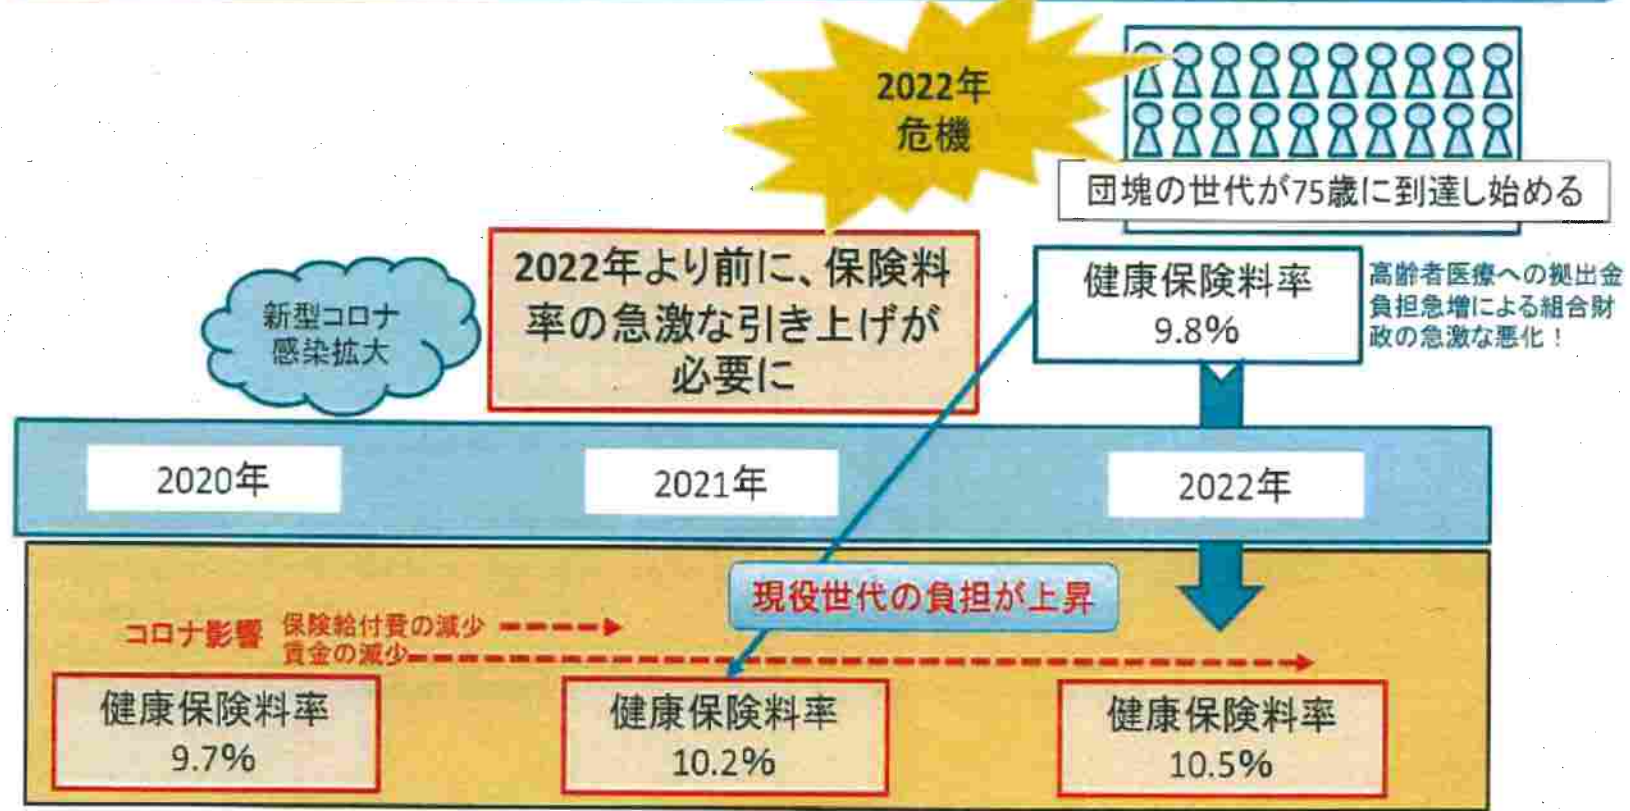 2022年
危機
団塊の世代が75歳に到達し始める
新型コロナ
感染拡大
2022年より前に、保険料
率の急激な引き上げが
必要に
健康保険料率
9.8%
高齢者医療への拠出金
負担急増による組合財
政の急激な悪化！
2020年
2021年
2022年
現役世代の負担が上昇
コロナ影響
保険給付費の減少
賃金の減少
健康保険料率
9.7%
健康保険料率
10.2%
健康保険料率
10.5%